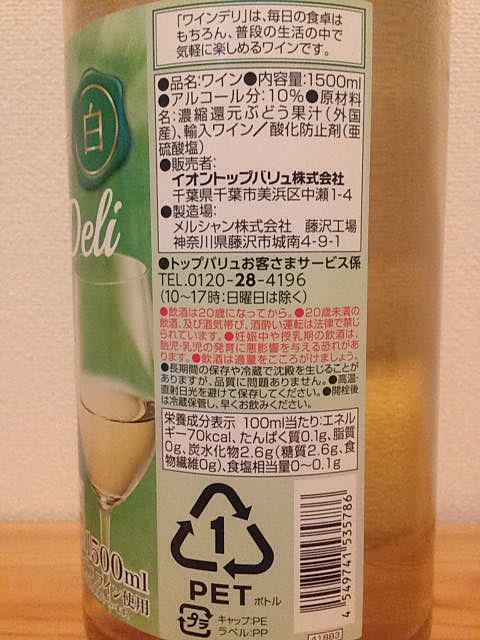 「ワインデリ」は、毎日の食卓は
もちろん、普段の生活の中で
気軽に楽しめるワインです。
●品名:ワイン●内容量:1500ml
●アルコール分:10%●原材料
名:濃縮還元ぶどう果汁(外国
産)、輸入ワイン/酸化防止剤(亜
硫酸塩)
●販売者:
イオントップバリュ株式会社
千葉県千葉市美浜区中瀬1-4
●製造場:
メルシャン株式会社 藤沢工場
神奈川県藤沢市城南4-9-1
●トップバリュお客さまサービス係
TEL.0120-28-4196
(10〜17時:日曜日は除く)
●飲酒は20歳になってから。●20歳未満の
飲酒、及び酒気帯び、酒酔い運転は法律で禁じ
られています。●妊娠中や授乳期の飲酒は、
胎児・乳児の発育に悪影響を与える恐れがあ
ります。●飲酒は適量をこころがけましょう。
●長期間の保存や冷蔵で沈殿を生じることが
ありますが、品質に問題ありません。●高温・
直射日光を避けて保存してください。●開栓後
は冷蔵保管し、早くお飲みください。
栄養成分表示 100ml当たり:エネル
ギー70kcal、たんぱく質0.1g、脂質
0g、炭水化物2.6g(糖質2.6g、食
物繊維0g)、食塩相当量0〜0.1g
1
PET ボトル
プラ
キャップ:PE
ラベル:PP
4 549741 535786
41BB3
白
Deli
1500ml
ワイン使用